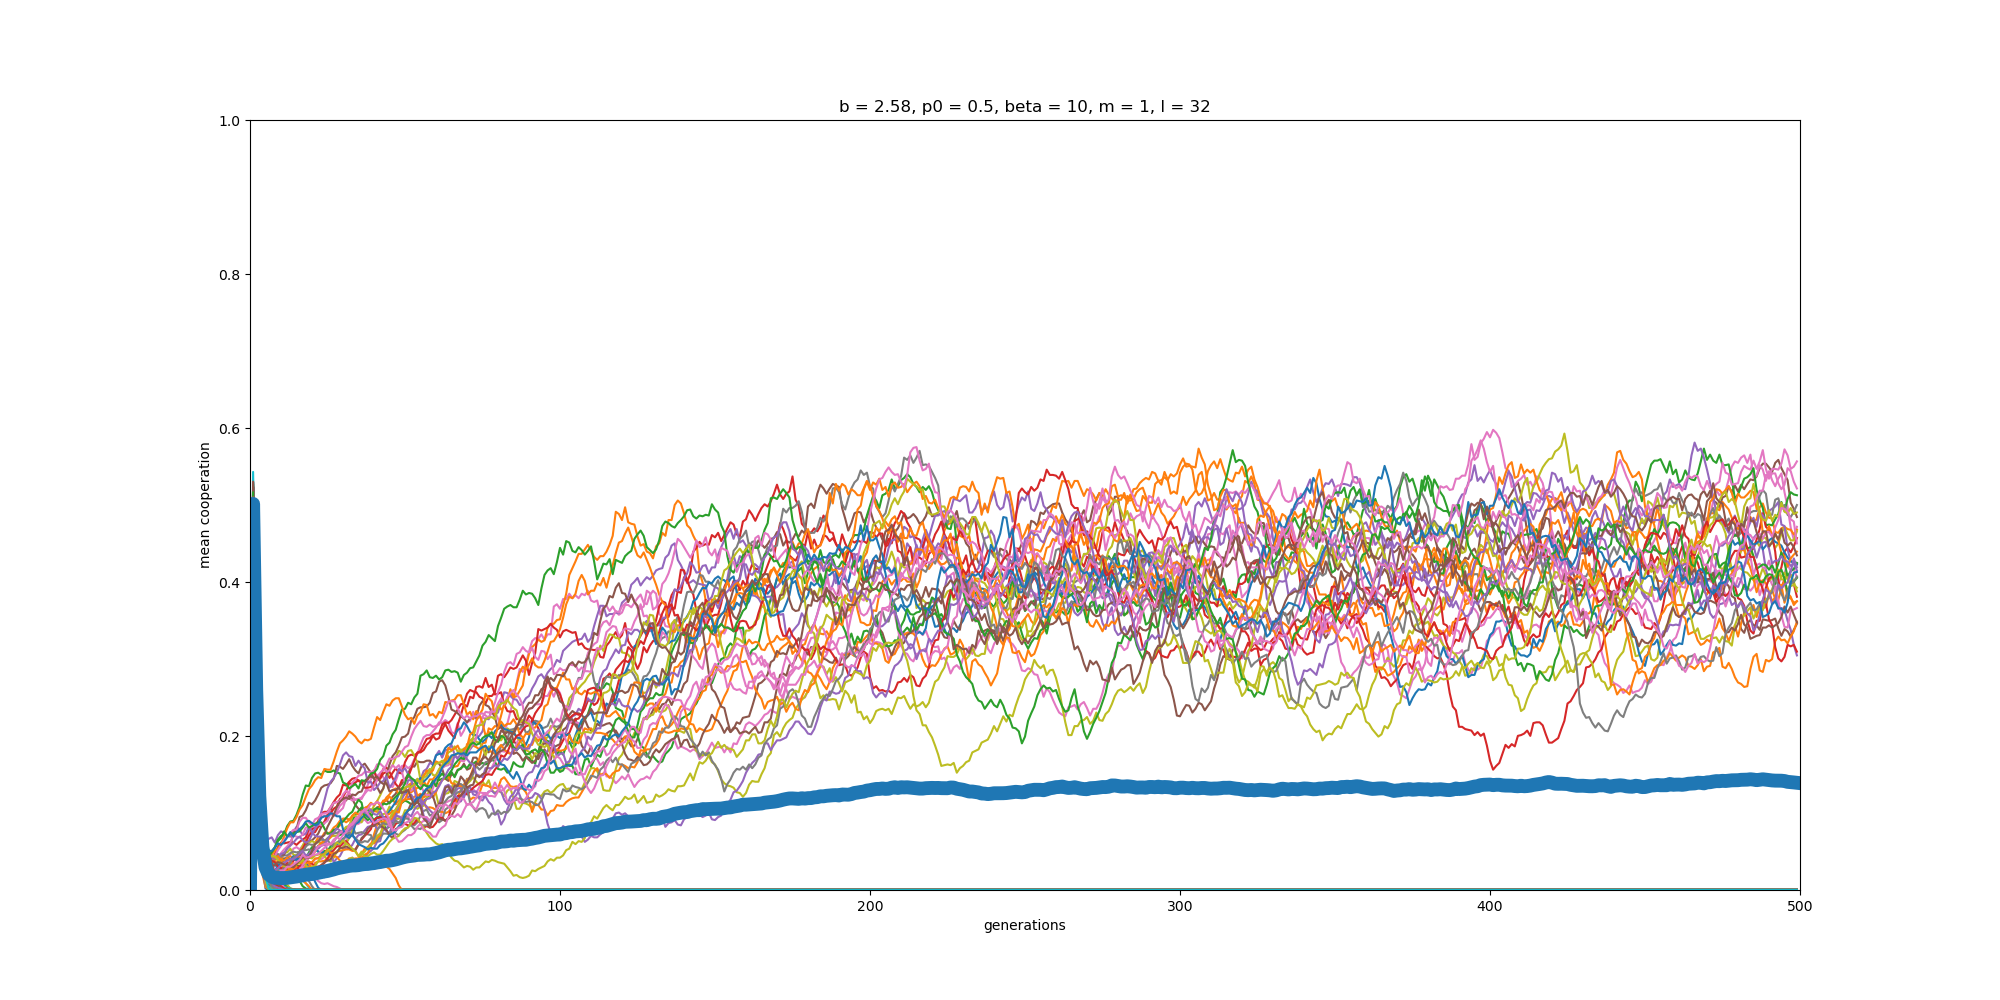 b = 2.58, p0 = 0.5, beta = 10, m = 1, l = 32
1.0
0.8
0.6
0.4
0.2
0.0
mean cooperation
0 100 200 300 400 500
generations